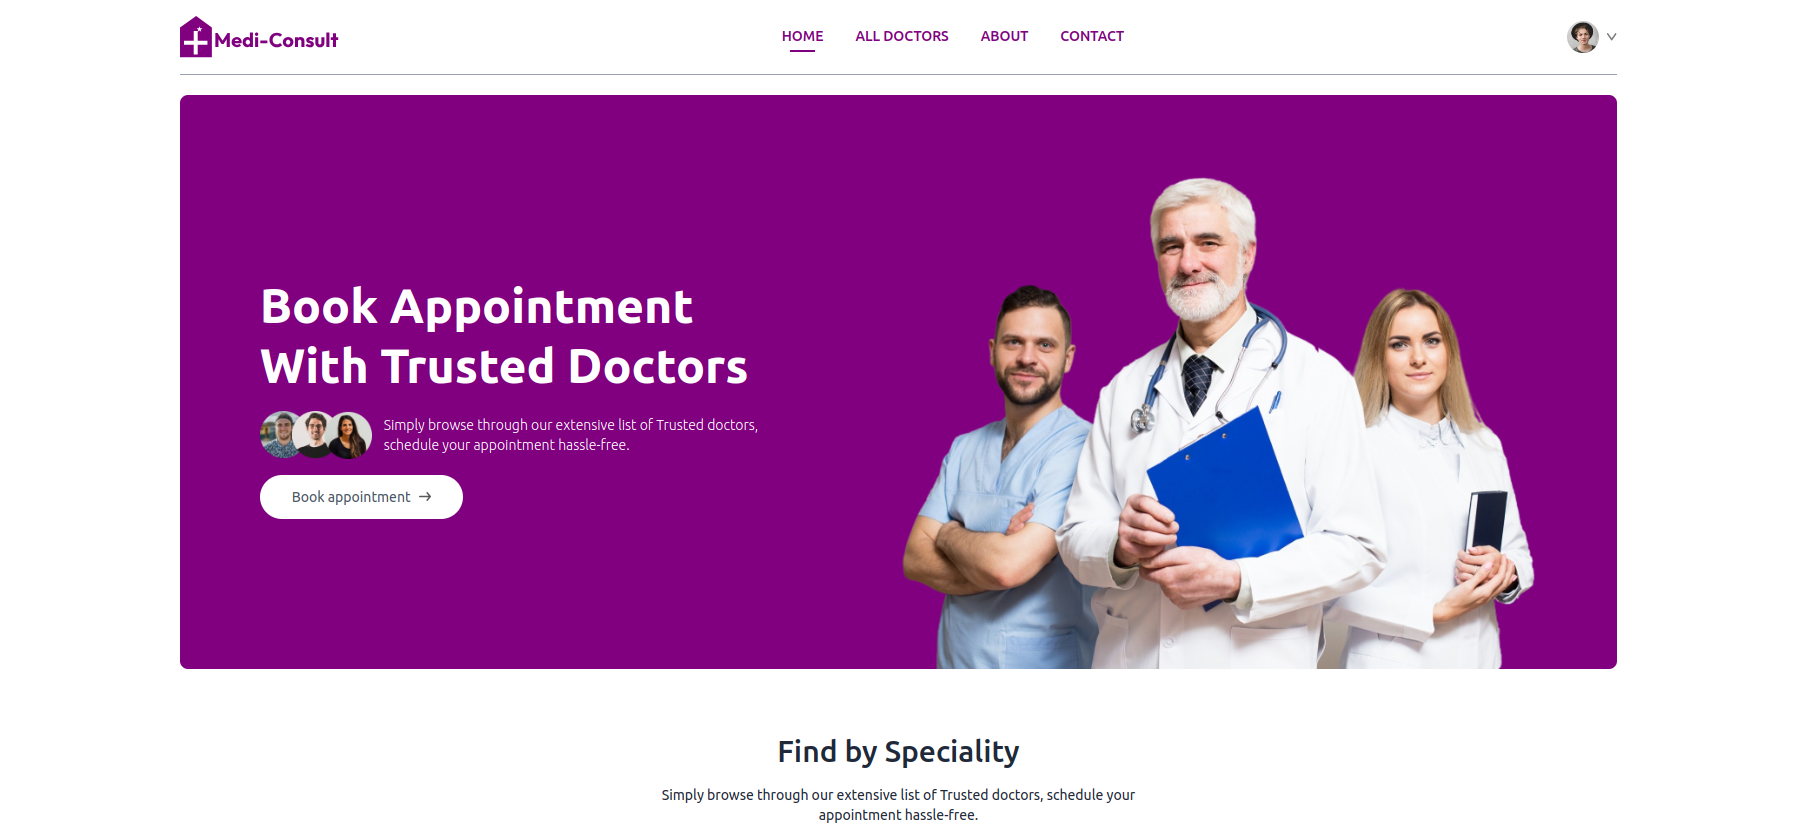 Medi-Consult
HOME
ALL DOCTORS
ABOUT
CONTACT
Book Appointment
With Trusted Doctors
Simply browse through our extensive list of Trusted doctors,
schedule your appointment hassle-free.
Book appointment →
Find by Speciality
Simply browse through our extensive list of Trusted doctors, schedule your
appointment hassle-free.